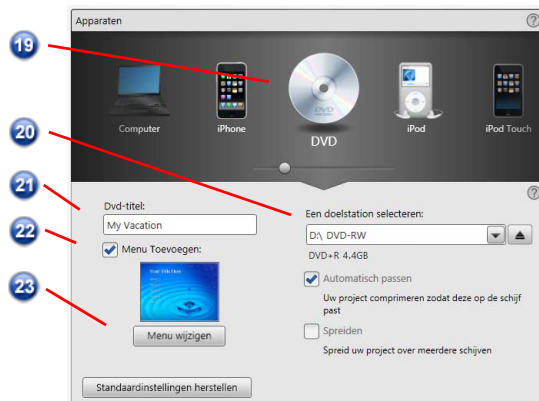 Apparaten
?
19
Computer
iPhone
DVD
iPod
iPod Touch
20
?
21
Dvd-titel:
My Vacation
22
Menu Toevoegen:
23
Menu wijzigen
Standaardinstellingen herstellen
Een doelstation selecteren:
D:\ DVD-RW
DVD+R 4.4GB
Automatisch passen
Uw project comprimeren zodat deze op de schijf
past
Spreiden
Spreid uw project over meerdere schijven